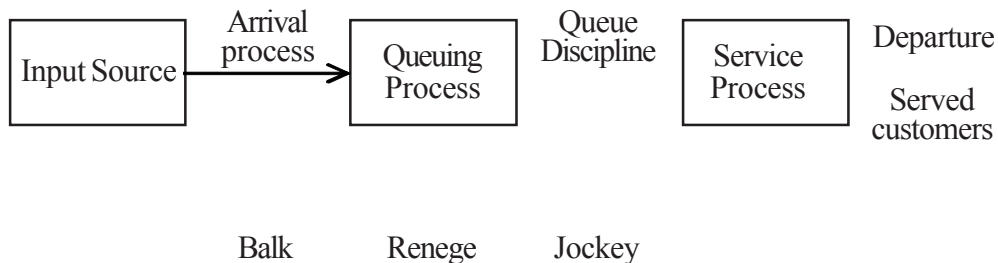 Input Source
Arrival
process
Queuing
Process
Queue
Discipline
Service
Process
Departure
Served
customers
Balk
Renege
Jockey